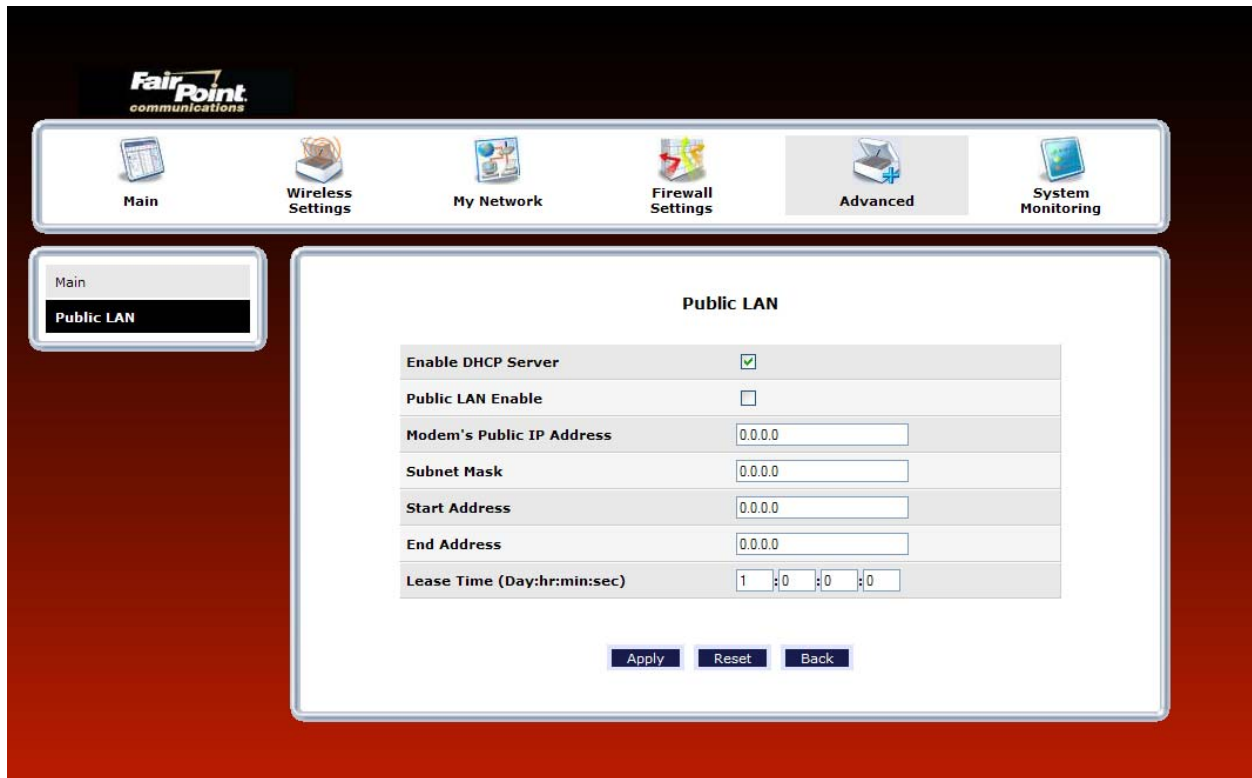 FairPoint.
communications
Main
Wireless
Settings
My Network
Firewall
Settings
Advanced
System
Monitoring
Main
Public LAN
Public LAN
Enable DHCP Server
Public LAN Enable
Modem's Public IP Address 0.0.0.0
Subnet Mask 0.0.0.0
Start Address 0.0.0.0
End Address 0.0.0.0
Lease Time (Day:hr:min:sec) 1 :0 :0 :0
Apply Reset Back